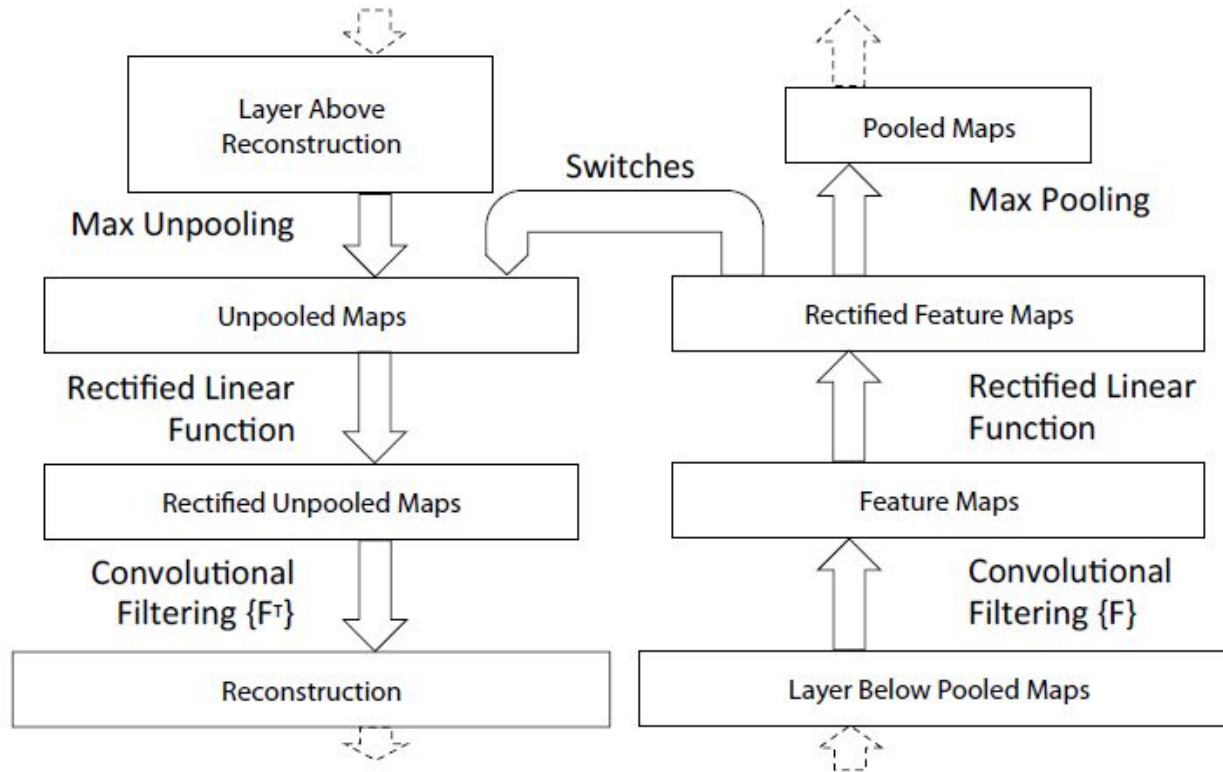 Layer Above
Reconstruction
Pooled Maps
Switches
Max Unpooling
Max Pooling
Unpooled Maps
Rectified Feature Maps
Rectified Linear
Function
Rectified Linear
Function
Rectified Unpooled Maps
Feature Maps
Convolutional
Filtering {Fᵀ}
Convolutional
Filtering {F}
Reconstruction
Layer Below Pooled Maps